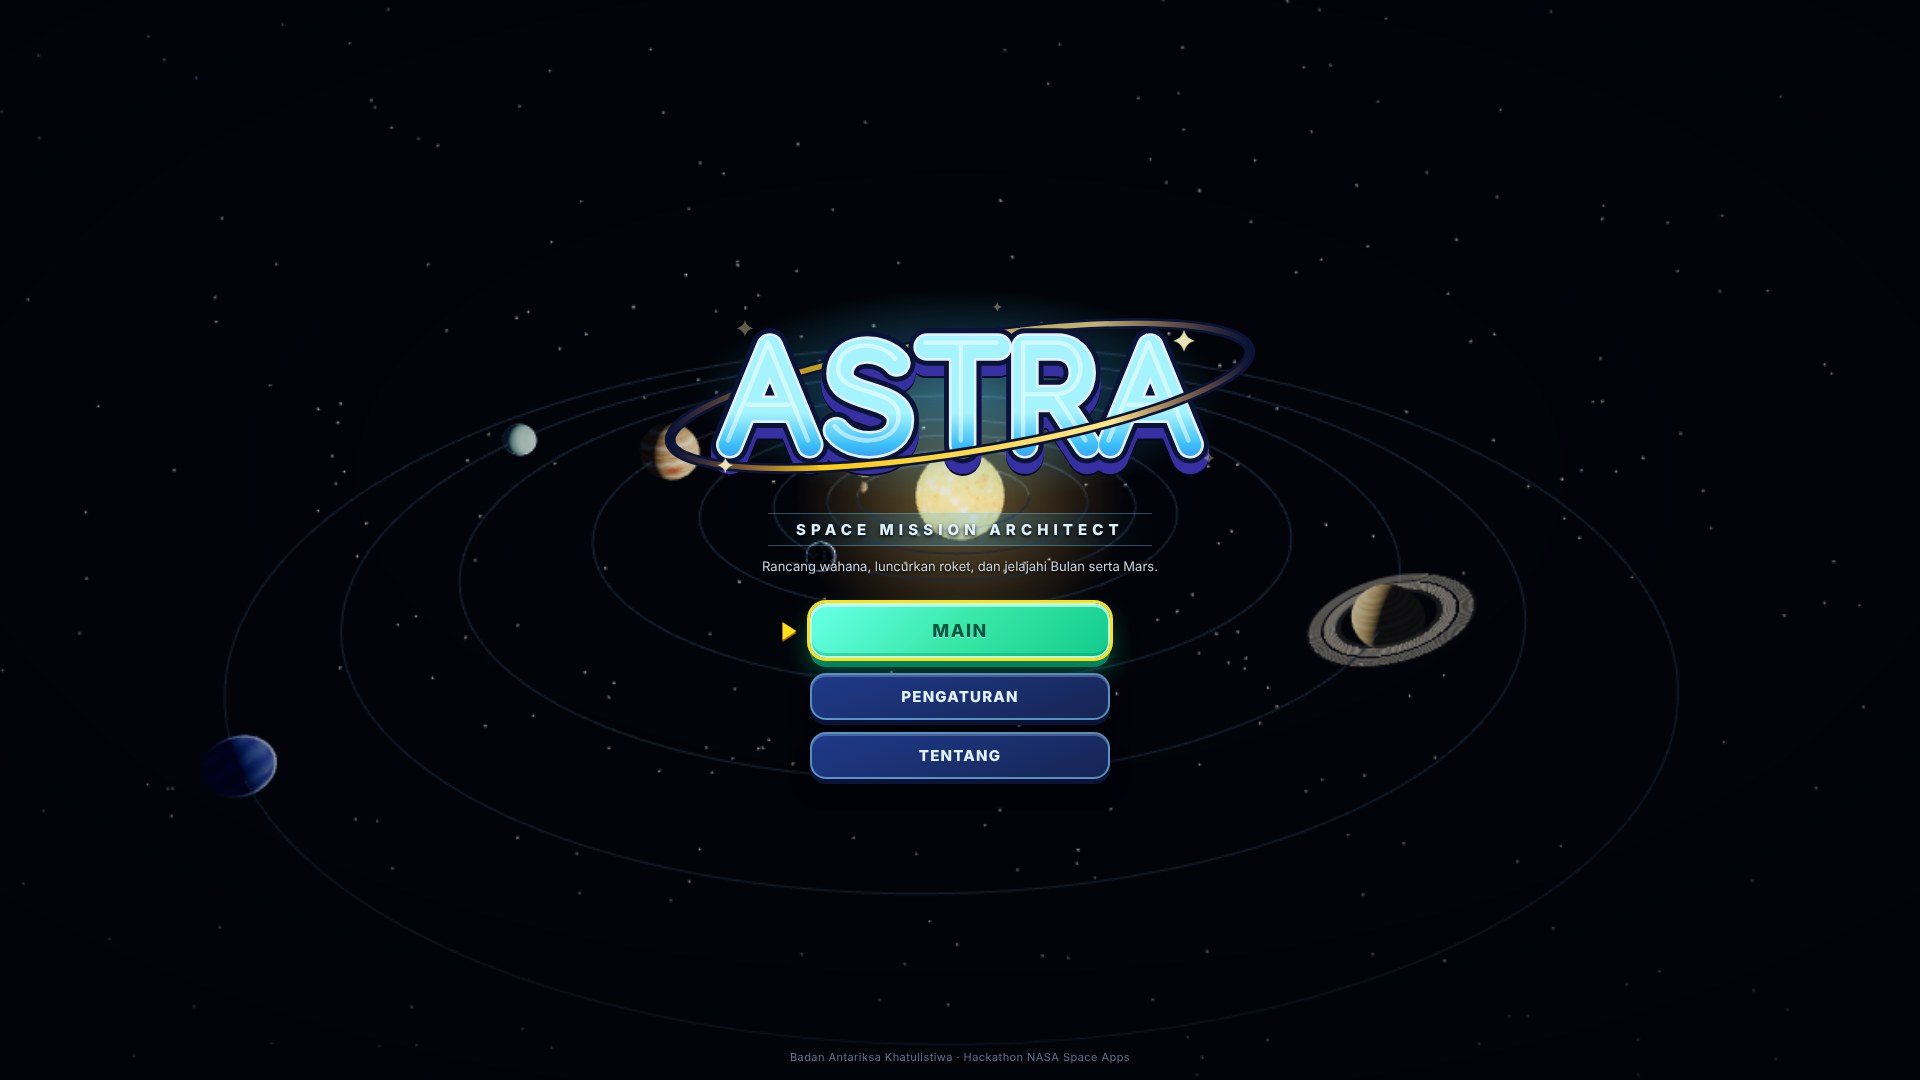 ASTRA
SPACE MISSION ARCHITECT
Rancang wahana, luncurkan roket, dan jelajahi Bulan serta Mars.
MAIN
PENGATURAN
TENTANG
Badan Antariksa Khatulistiwa · Hackathon NASA Space Apps